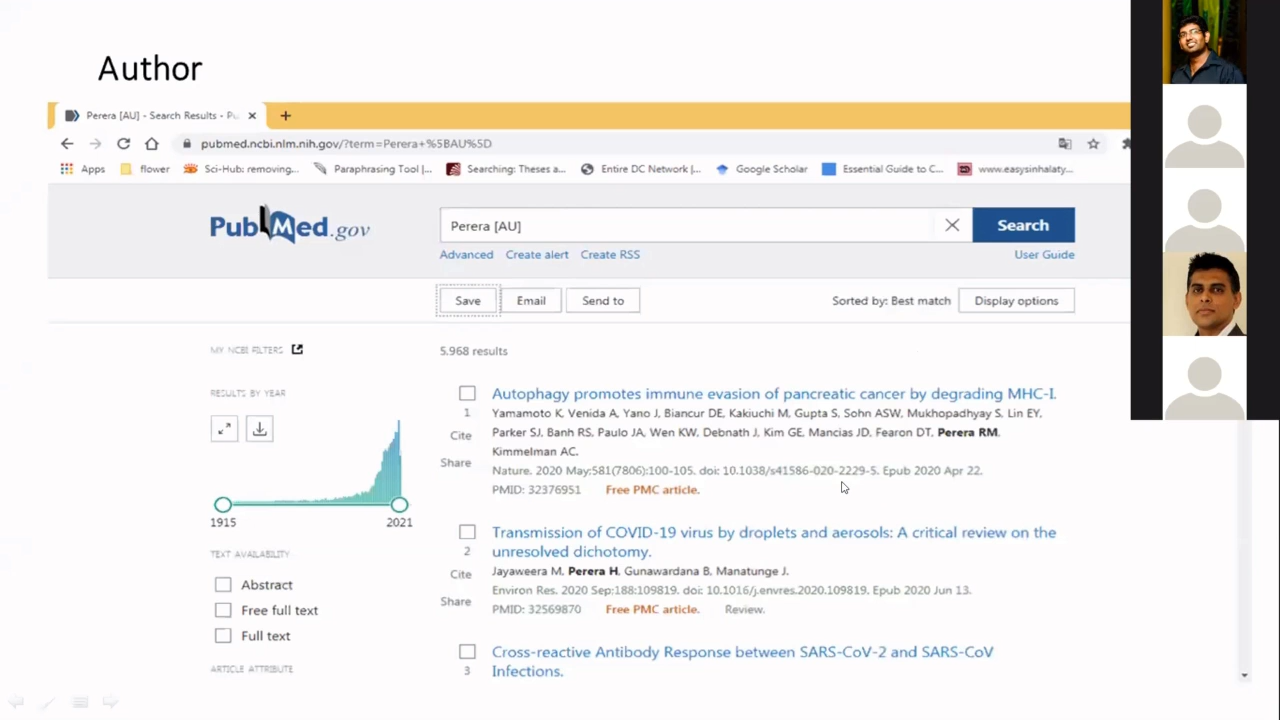 Author
Perera [AU] - Search Results - Pu
pubmed.ncbi.nlm.nih.gov/?term=Perera+%5BAU%5D
Apps flower Sci-Hub: removing... Paraphrasing Tool |... Searching: Theses a... Entire DC Network |... Google Scholar Essential Guide to C... www.easysinhalaty...
PubMed.gov
Perera [AU]
Search
Advanced Create alert Create RSS
User Guide
Save Email Send to
Sorted by: Best match Display options
MY NCBI FILTERS
5,968 results
RESULTS BY YEAR
1915 2021
TEXT AVAILABILITY
Abstract
Free full text
Full text
ARTICLE ATTRIBUTE
1
Cite
Share
Autophagy promotes immune evasion of pancreatic cancer by degrading MHC-I.
Yamamoto K, Venida A, Yano J, Biancur DE, Kakiuchi M, Gupta S, Sohn ASW, Mukhopadhyay S, Lin EY,
Parker SJ, Banh RS, Paulo JA, Wen KW, Debnath J, Kim GE, Mancias JD, Fearon DT, Perera RM,
Kimmelman AC.
Nature. 2020 May;581(7806):100-105. doi: 10.1038/s41586-020-2229-5. Epub 2020 Apr 22.
PMID: 32376951 Free PMC article.
2
Cite
Share
Transmission of COVID-19 virus by droplets and aerosols: A critical review on the
unresolved dichotomy.
Jayaweera M, Perera H, Gunawardana B, Manatunge J.
Environ Res. 2020 Sep;188:109819. doi: 10.1016/j.envres.2020.109819. Epub 2020 Jun 13.
PMID: 32569870 Free PMC article. Review.
3
Cross-reactive Antibody Response between SARS-CoV-2 and SARS-CoV
Infections.